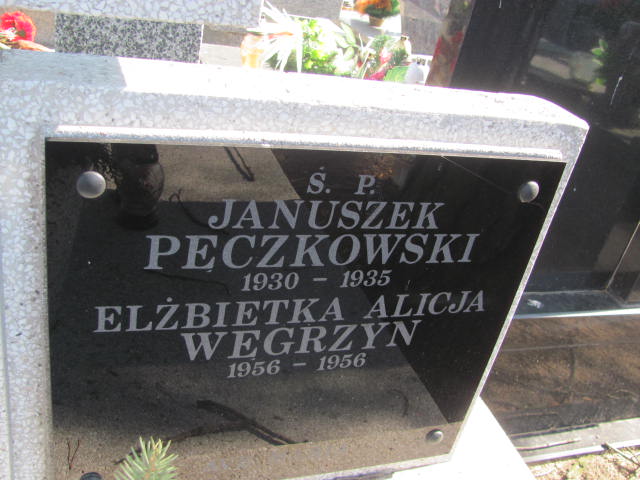 Ś. P.
JANUSZEK
PĘCZKOWSKI
1930 - 1935
ELŻBIETKA ALICJA
WĘGRZYN
1956 - 1956